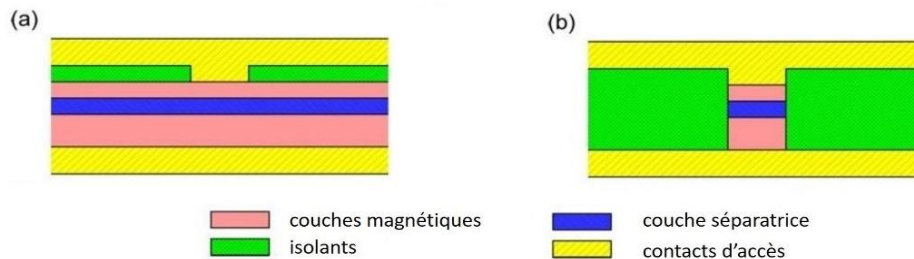 (a)
(b)
couches magnétiques
couche séparatrice
isolants
contacts d'accès